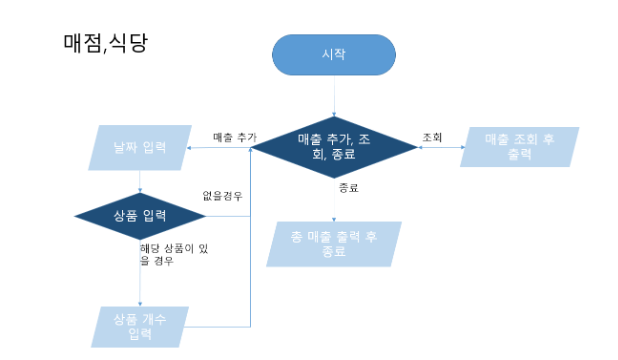 매점,식당
시작
매출 추가
매출 추가, 조
회, 종료
조회
매출 조회 후
출력
날짜 입력
종료
없을경우
상품 입력
총 매출 출력 후
종료
해당 상품이 있
을 경우
상품 개수
입력